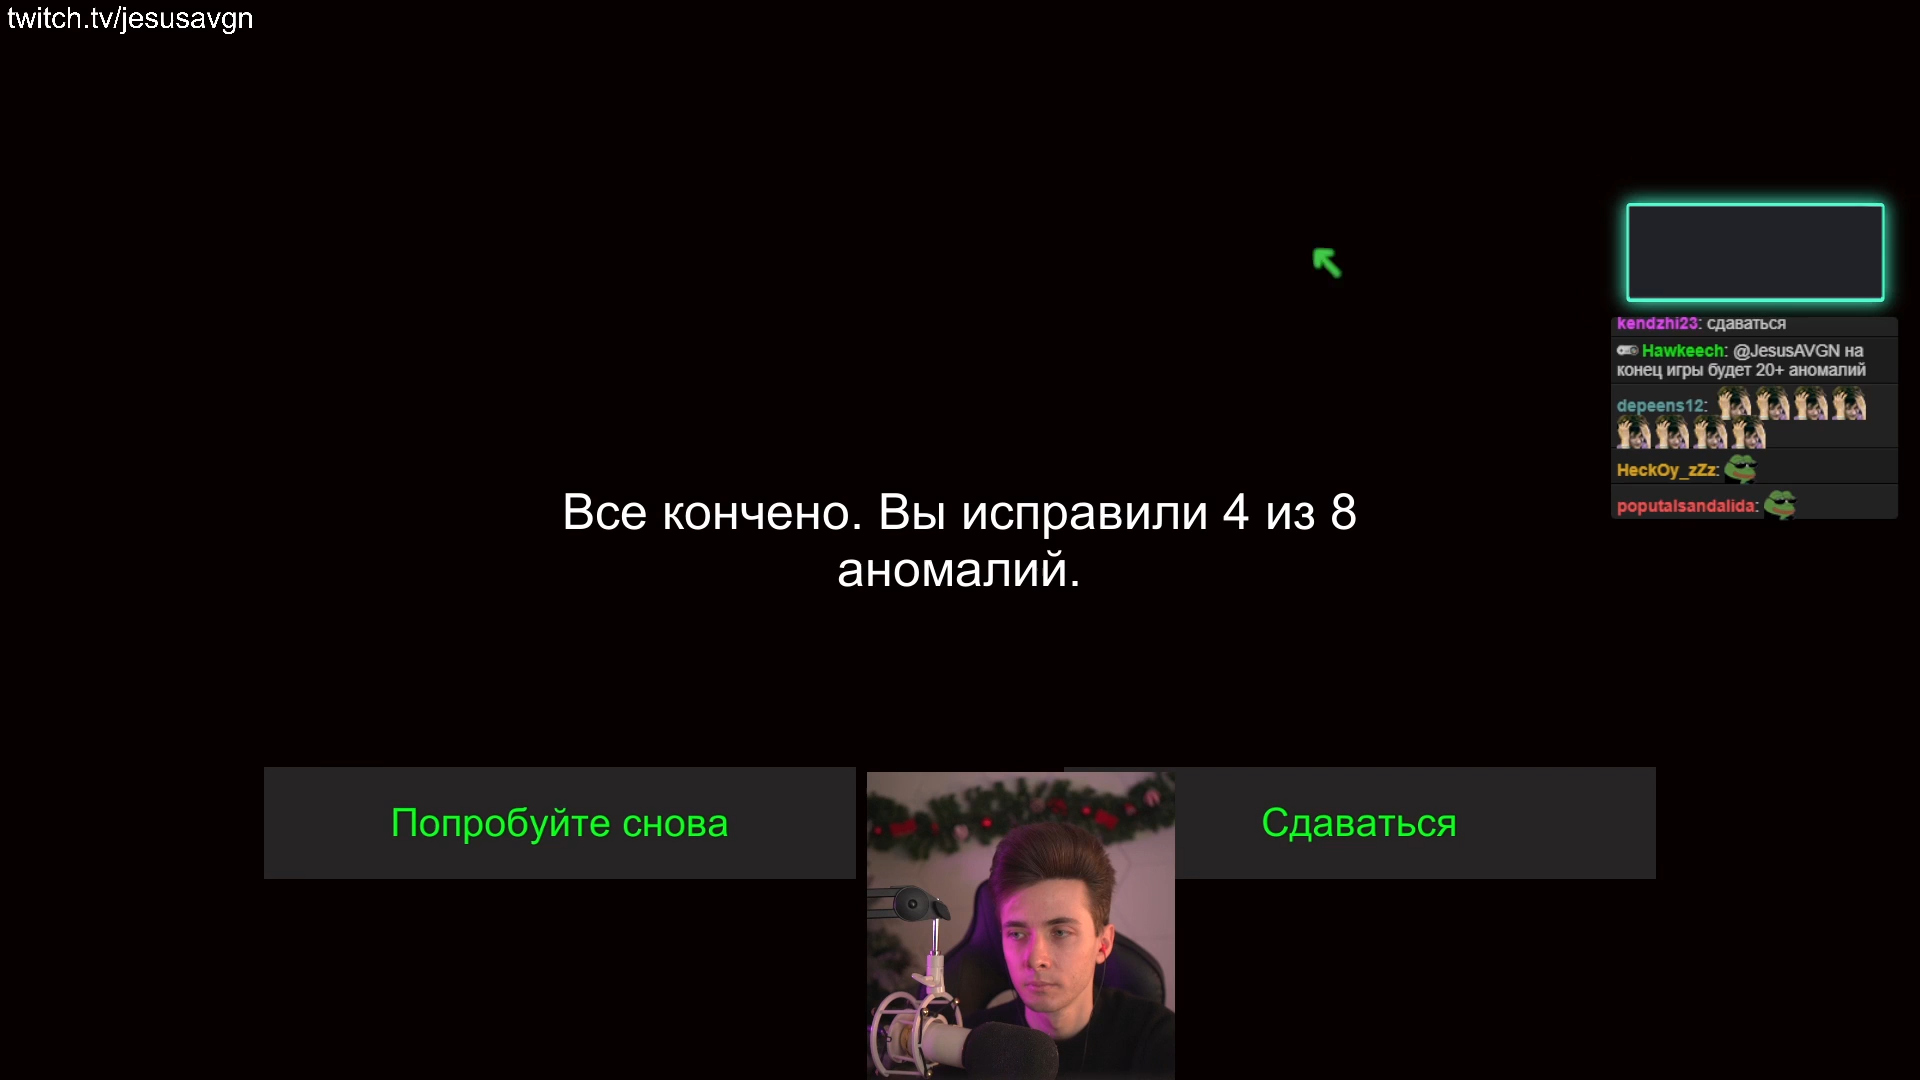 twitch.tv/jesusavgn
kendzhi23: сдаваться
Hawkeech: @JesusAVGN на
конец игры будет 20+ аномалий
depeens12:
HeckOy_zZz:
poputalsandalida:
Все кончено. Вы исправили 4 из 8
аномалий.
Попробуйте снова
Сдаваться